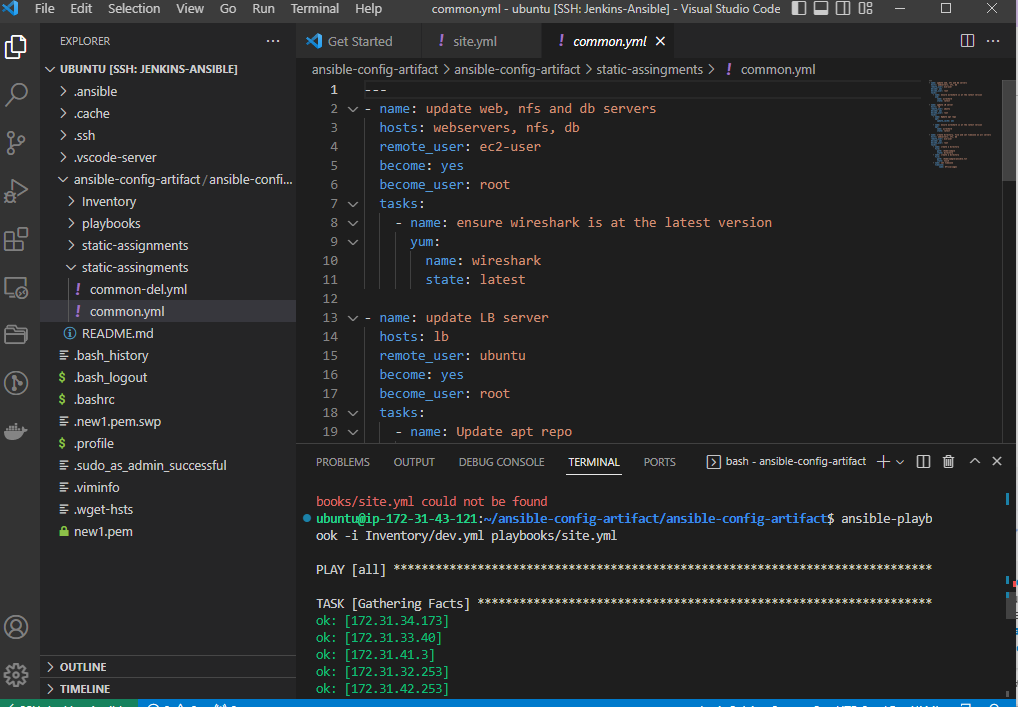 File Edit Selection View Go Run Terminal Help common.yml - ubuntu [SSH: Jenkins-Ansible] - Visual Studio Code
EXPLORER ···
UBUNTU [SSH: JENKINS-ANSIBLE]
.ansible
.cache
.ssh
.vscode-server
ansible-config-artifact / ansible-confi...
Inventory
playbooks
static-assignments
static-assingments
! common-del.yml
! common.yml
README.md
.bash_history
$ .bash_logout
$ .bashrc
.new1.pem.swp
$ .profile
.sudo_as_admin_successful
.viminfo
.wget-hsts
new1.pem
OUTLINE
TIMELINE
Get Started ! site.yml ! common.yml
ansible-config-artifact > ansible-config-artifact > static-assingments > ! common.yml
1 ---
2 - name: update web, nfs and db servers
3 hosts: webservers, nfs, db
4 remote_user: ec2-user
5 become: yes
6 become_user: root
7 tasks:
8 - name: ensure wireshark is at the latest version
9 yum:
10 name: wireshark
11 state: latest
12
13 - name: update LB server
14 hosts: lb
15 remote_user: ubuntu
16 become: yes
17 become_user: root
18 tasks:
19 - name: Update apt repo
PROBLEMS OUTPUT DEBUG CONSOLE TERMINAL PORTS bash - ansible-config-artifact
books/site.yml could not be found
ubuntu@ip-172-31-43-121:~/ansible-config-artifact/ansible-config-artifact$ ansible-playb
ook -i Inventory/dev.yml playbooks/site.yml
PLAY [all] *********************************************************************
TASK [Gathering Facts] *********************************************************
ok: [172.31.34.173]
ok: [172.31.33.40]
ok: [172.31.41.3]
ok: [172.31.32.253]
ok: [172.31.42.253]